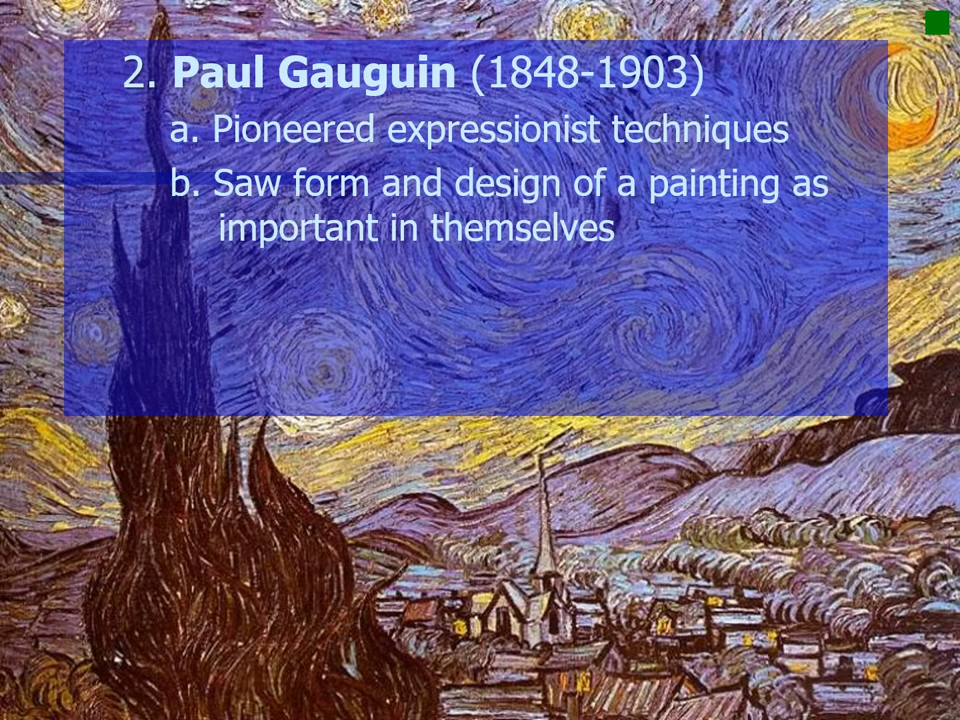 2. Paul Gauguin (1848-1903)
a. Pioneered expressionist techniques
b. Saw form and design of a painting as
important in themselves